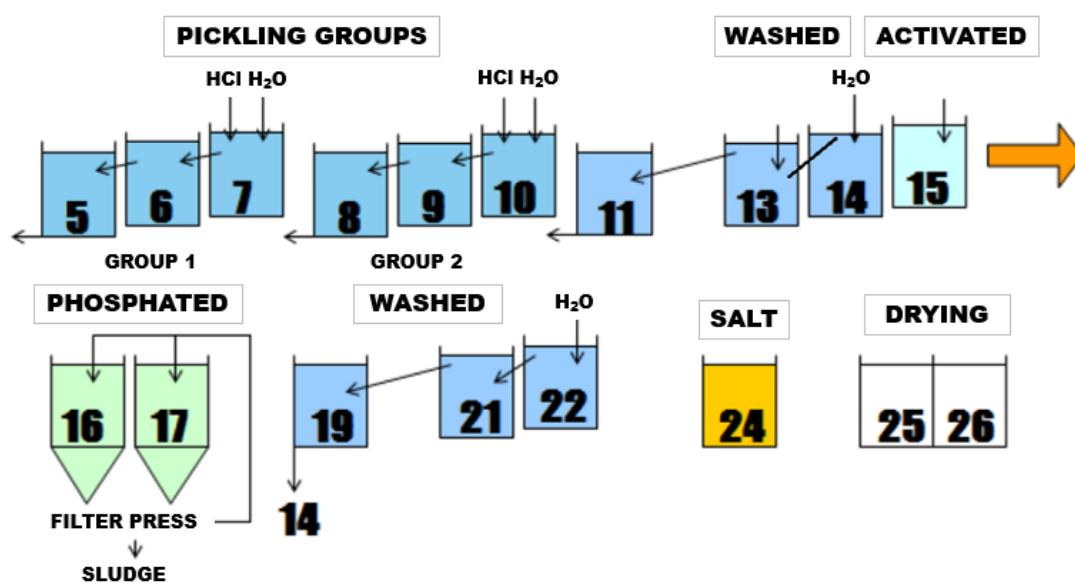 PICKLING GROUPS
WASHED
ACTIVATED
HCl H₂O
HCl H₂O
H₂O
5
6
7
8
9
10
11
13
14
15
GROUP 1
GROUP 2
PHOSPHATED
WASHED
H₂O
SALT
DRYING
16
17
19
21
22
24
25
26
14
FILTER PRESS
SLUDGE